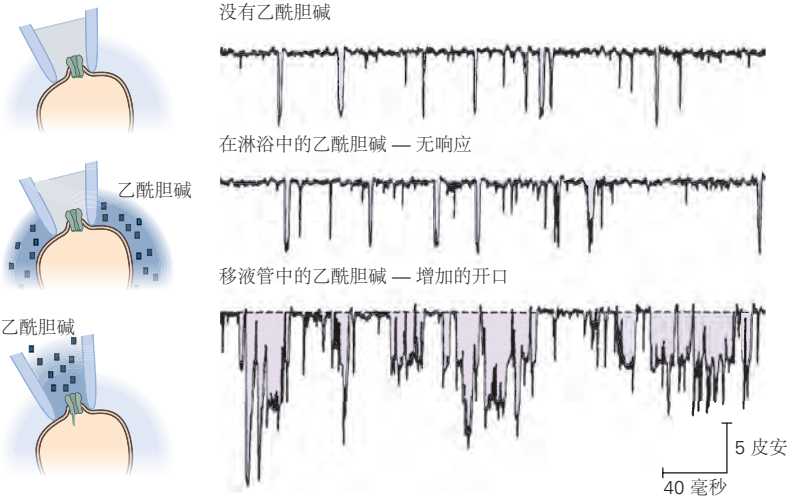 没有乙酰胆碱
在淋浴中的乙酰胆碱 — 无响应
乙酰胆碱
移液管中的乙酰胆碱 — 增加的开口
乙酰胆碱
5 皮安
40 毫秒